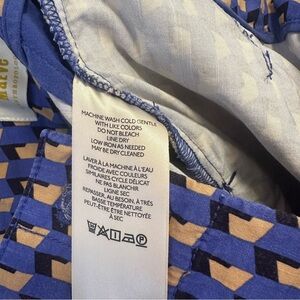 MAEVE
MACHINE WASH COLD GENTLE
WITH LIKE COLORS
DO NOT BLEACH
LINE DRY
LOW IRON AS NEEDED
MAY BE DRY CLEANED
LAVER À LA MACHINE À L'EAU
FROIDE AVEC COULEURS
SIMILAIRES CYCLE DÉLICAT
NE PAS BLANCHIR
LIGNE SEC
REPASSER, AU BESOIN, À
BASSE TEMPÉRATURE
PEUT-ÊTRE ÊTRE NETTOYÉE
À SEC